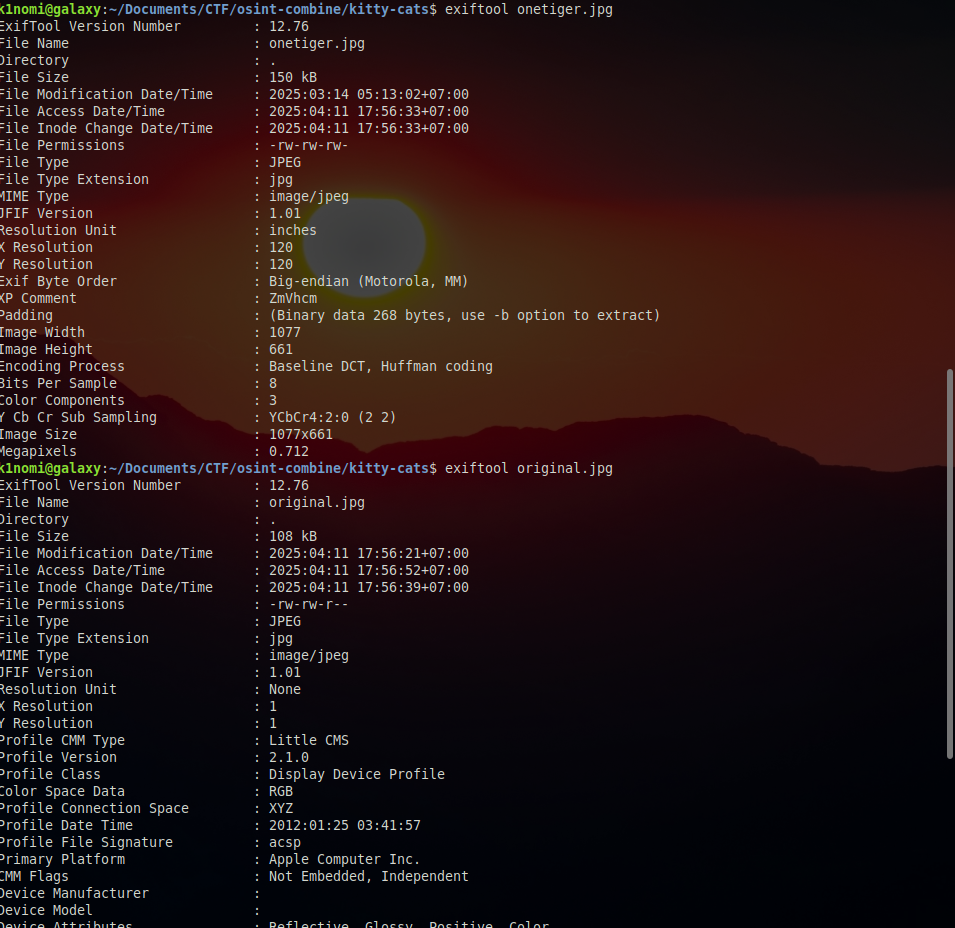 k1nomi@galaxy:~/Documents/CTF/osint-combine/kitty-cats$ exiftool onetiger.jpg
ExifTool Version Number : 12.76
File Name : onetiger.jpg
Directory : .
File Size : 150 kB
File Modification Date/Time : 2025:03:14 05:13:02+07:00
File Access Date/Time : 2025:04:11 17:56:33+07:00
File Inode Change Date/Time : 2025:04:11 17:56:33+07:00
File Permissions : -rw-rw-rw-
File Type : JPEG
File Type Extension : jpg
MIME Type : image/jpeg
JFIF Version : 1.01
Resolution Unit : inches
X Resolution : 120
Y Resolution : 120
Exif Byte Order : Big-endian (Motorola, MM)
XP Comment : ZmVhcm
Padding : (Binary data 268 bytes, use -b option to extract)
Image Width : 1077
Image Height : 661
Encoding Process : Baseline DCT, Huffman coding
Bits Per Sample : 8
Color Components : 3
Y Cb Cr Sub Sampling : YCbCr4:2:0 (2 2)
Image Size : 1077x661
Megapixels : 0.712
k1nomi@galaxy:~/Documents/CTF/osint-combine/kitty-cats$ exiftool original.jpg
ExifTool Version Number : 12.76
File Name : original.jpg
Directory : .
File Size : 108 kB
File Modification Date/Time : 2025:04:11 17:56:21+07:00
File Access Date/Time : 2025:04:11 17:56:52+07:00
File Inode Change Date/Time : 2025:04:11 17:56:39+07:00
File Permissions : -rw-rw-r--
File Type : JPEG
File Type Extension : jpg
MIME Type : image/jpeg
JFIF Version : 1.01
Resolution Unit : None
X Resolution : 1
Y Resolution : 1
Profile CMM Type : Little CMS
Profile Version : 2.1.0
Profile Class : Display Device Profile
Color Space Data : RGB
Profile Connection Space : XYZ
Profile Date Time : 2012:01:25 03:41:57
Profile File Signature : acsp
Primary Platform : Apple Computer Inc.
CMM Flags : Not Embedded, Independent
Device Manufacturer :
Device Model :
Device Attributes : Reflective, Glossy, Positive, Color